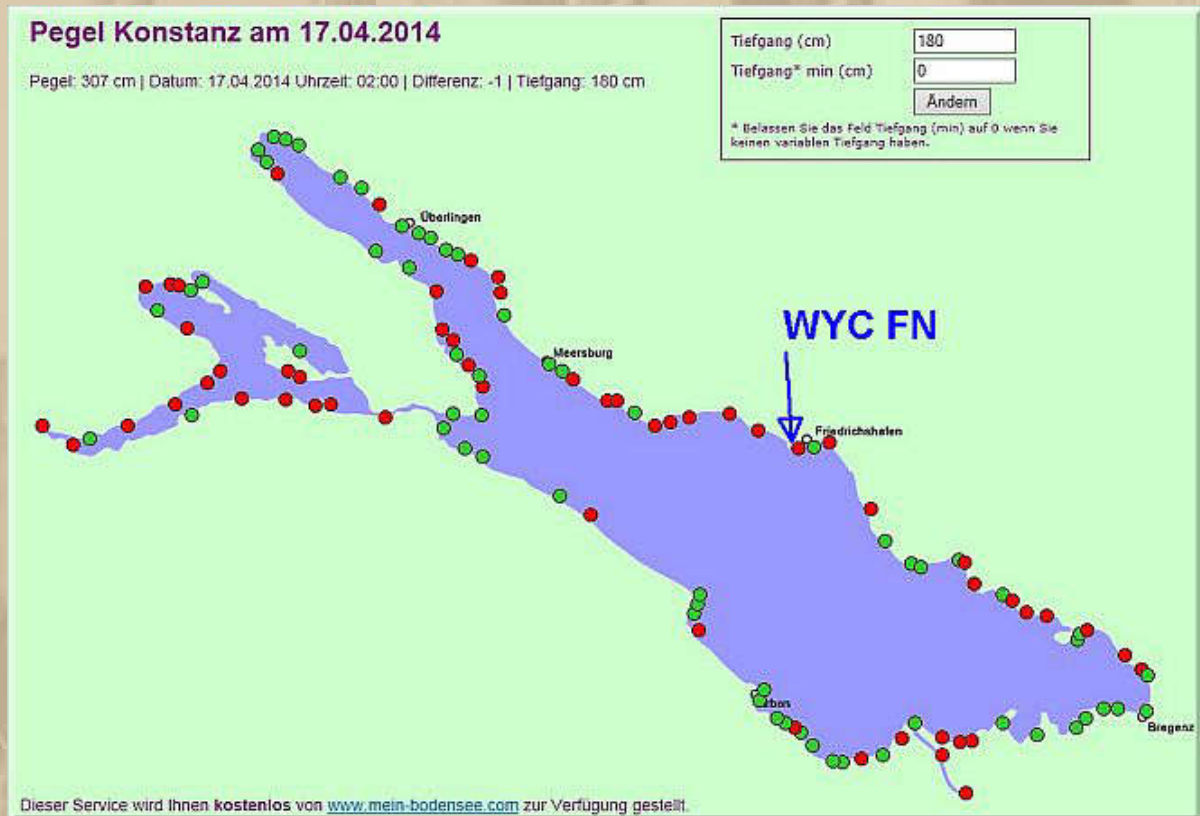 Pegel Konstanz am 17.04.2014
Pegel: 307 cm | Datum: 17.04.2014 Uhrzeit: 02:00 | Differenz: -1 | Tiefgang: 180 cm
Tiefgang (cm) 180
Tiefgang* min (cm) 0
Ändern
* Belassen Sie das Feld Tiefgang (min) auf 0 wenn Sie
keinen variablen Tiefgang haben.
Überlingen
WYC FN
Meersburg
Friedrichshafen
Bregenz
Dieser Service wird Ihnen kostenlos von www.mein-bodensee.com zur Verfügung gestellt.